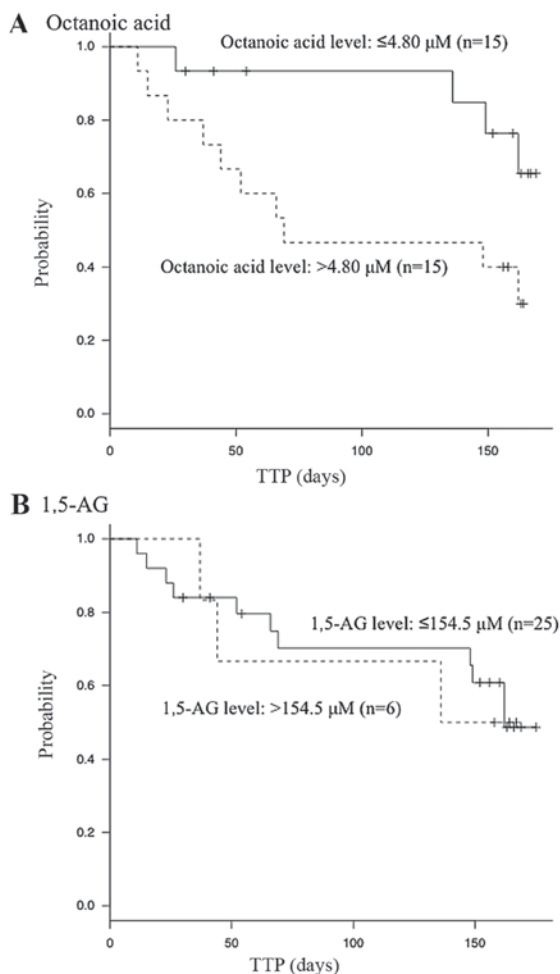 A Octanoic acid
Octanoic acid level: ≤4.80 μM (n=15)
1.0
0.8
0.6
0.4
0.2
0.0
Probability
Octanoic acid level: >4.80 μM (n=15)
0
50
100
150
TTP (days)
B 1,5-AG
1.0
0.8
0.6
0.4
0.2
0.0
Probability
1,5-AG level: ≤154.5 μM (n=25)
1,5-AG level: >154.5 μM (n=6)
0
50
100
150
TTP (days)